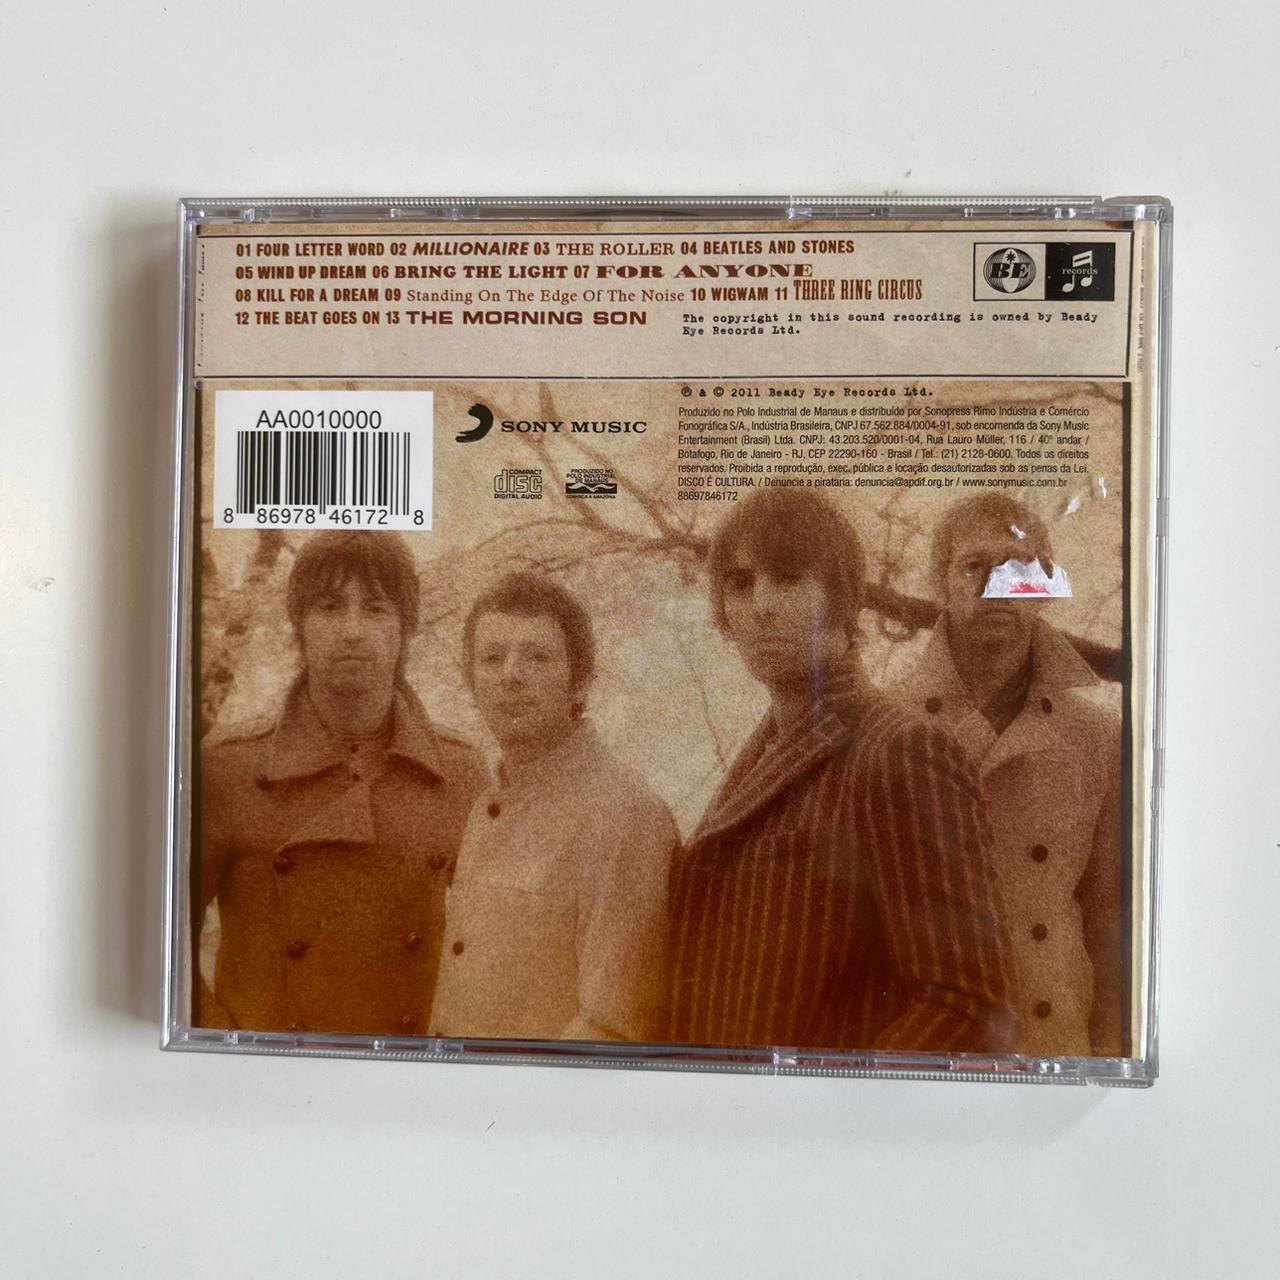 01 FOUR LETTER WORD 02 MILLIONAIRE 03 THE ROLLER 04 BEATLES AND STONES
05 WIND UP DREAM 06 BRING THE LIGHT 07 FOR ANYONE
08 KILL FOR A DREAM 09 Standing On The Edge Of The Noise 10 WIGWAM 11 THREE RING CIRCUS
12 THE BEAT GOES ON 13 THE MORNING SON
BE
records
The copyright in this sound recording is owned by Beady
Eye Records Ltd.
AA0010000
8 86978 46172 8
SONY MUSIC
COMPACT
disc
DIGITAL AUDIO
PRODUZIDO NO
POLO INDUSTRIAL
DE MANAUS
CONHEÇA A AMAZÔNIA
℗ & © 2011 Beady Eye Records Ltd.
Produzido no Polo Industrial de Manaus e distribuído por Sonopress Rimo Indústria e Comércio
Fonográfica S/A., Indústria Brasileira, CNPJ 67.562.884/0004-91, sob encomenda da Sony Music
Entertainment (Brasil) Ltda. CNPJ: 43.203.520/0001-04, Rua Lauro Müller, 116 / 40º andar /
Botafogo, Rio de Janeiro - RJ, CEP 22290-160 - Brasil / Tel.: (21) 2128-0600. Todos os direitos
reservados. Proibida a reprodução, exec. pública e locação desautorizadas sob as penas da Lei.
DISCO É CULTURA. / Denuncie a pirataria: denuncia@apdif.org.br / www.sonymusic.com.br
88697846172